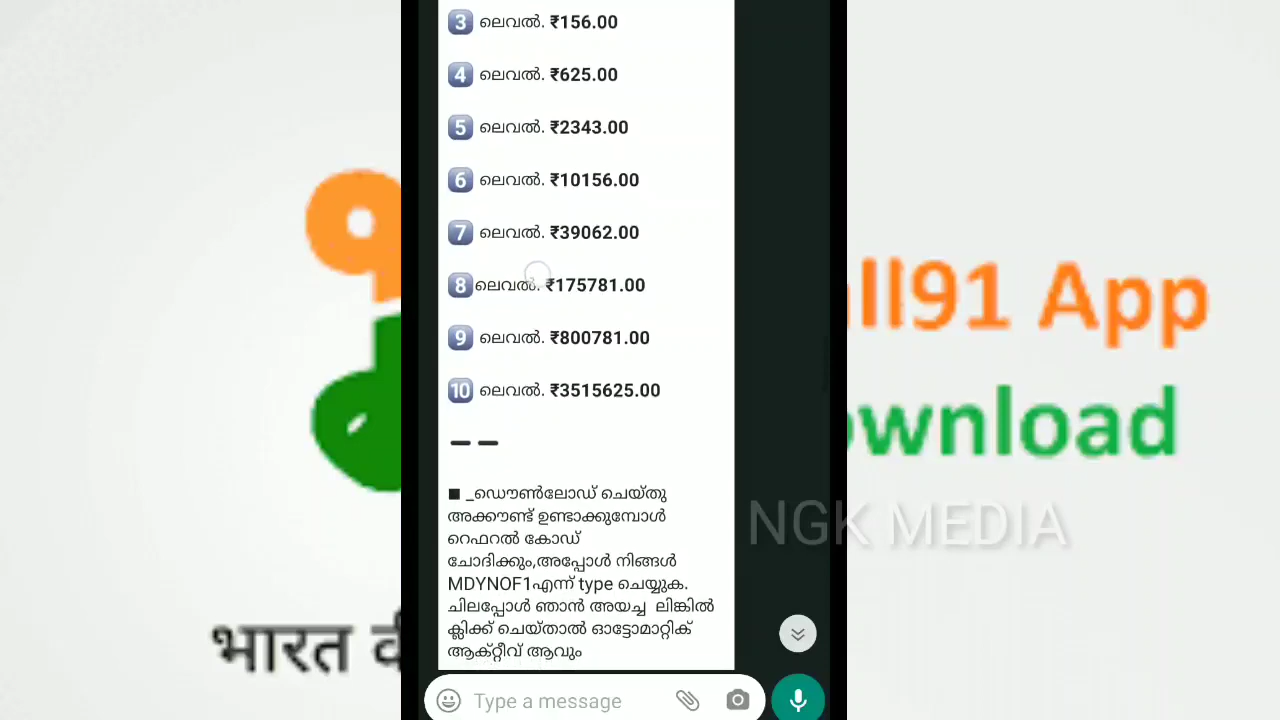 3 ലെവൽ. ₹156.00
4 ലെവൽ. ₹625.00
5 ലെവൽ. ₹2343.00
6 ലെവൽ. ₹10156.00
7 ലെവൽ. ₹39062.00
8 ലെവൽ. ₹175781.00
9 ലെവൽ. ₹800781.00
10 ലെവൽ. ₹3515625.00
■ _ഡൌൺലോഡ് ചെയ്തു
അക്കൗണ്ട് ഉണ്ടാക്കുമ്പോൾ
റെഫറൽ കോഡ്
ചോദിക്കും,അപ്പോൾ നിങ്ങൾ
MDYNOF1എന്ന് type ചെയ്യുക.
ചിലപ്പോൾ ഞാൻ അയച്ച ലിങ്കിൽ
ക്ലിക്ക് ചെയ്താൽ ഓട്ടോമാറ്റിക്
ആക്റ്റീവ് ആവും
Type a message
ll91 App
ownload
NGK MEDIA
भारत